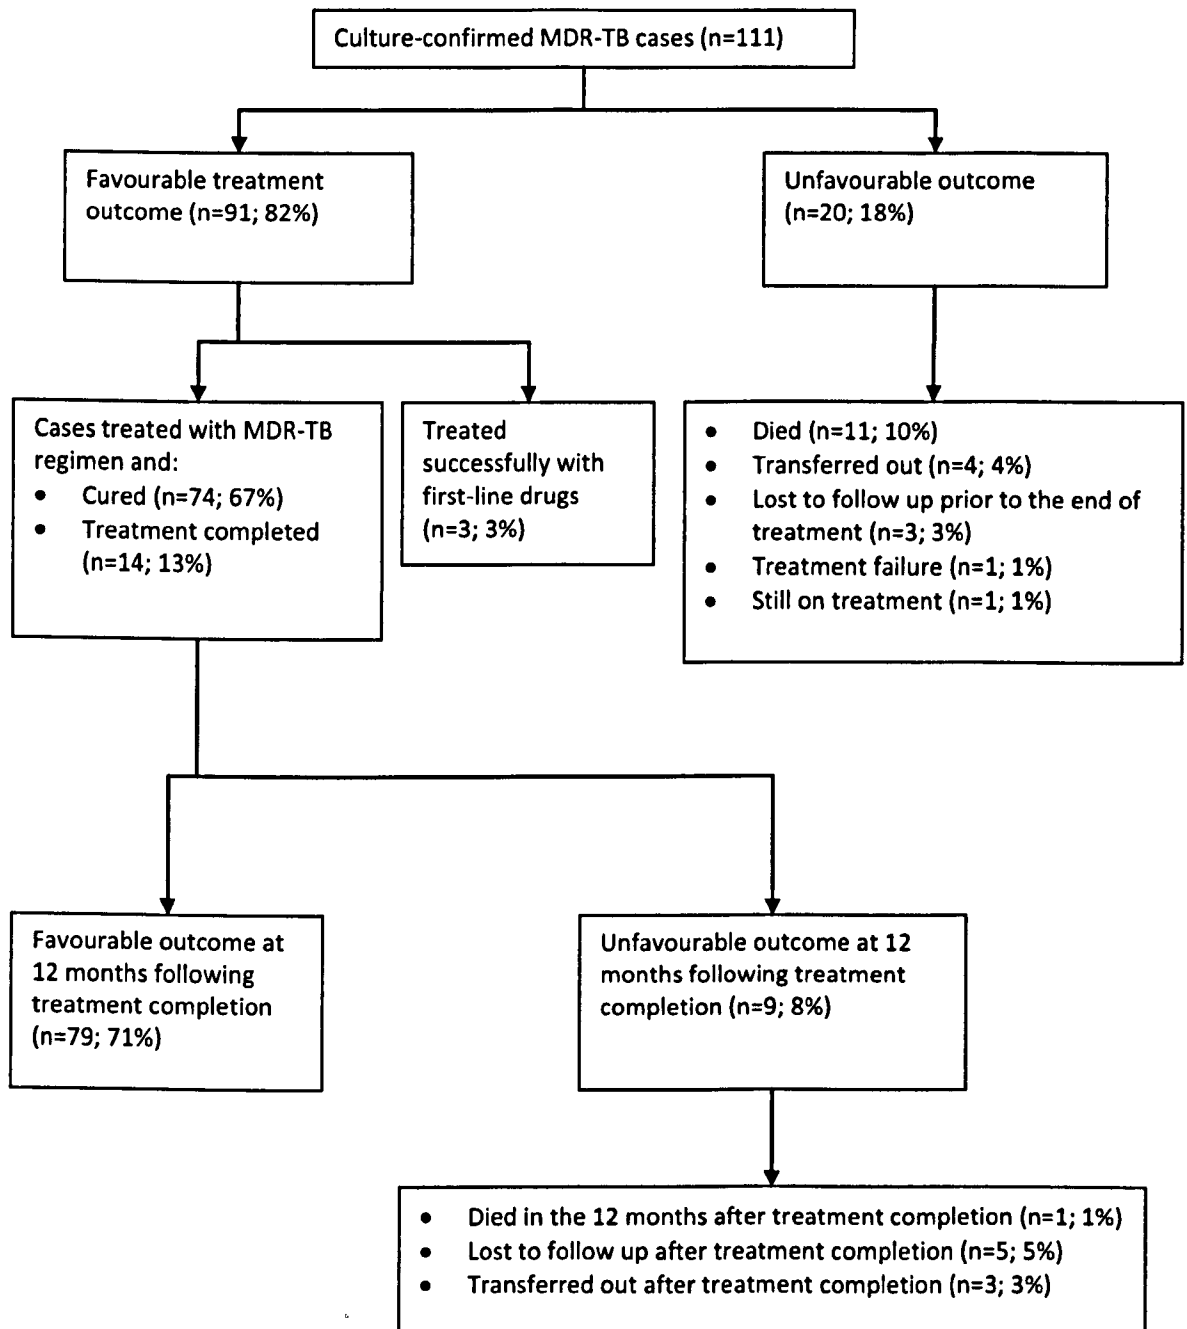 Culture-confirmed MDR-TB cases (n=111)
Favourable treatment
outcome (n=91; 82%)
Unfavourable outcome
(n=20; 18%)
Cases treated with MDR-TB
regimen and:
• Cured (n=74; 67%)
• Treatment completed
(n=14; 13%)
Treated
successfully with
first-line drugs
(n=3; 3%)
• Died (n=11; 10%)
• Transferred out (n=4; 4%)
• Lost to follow up prior to the end of
treatment (n=3; 3%)
• Treatment failure (n=1; 1%)
• Still on treatment (n=1; 1%)
Favourable outcome at
12 months following
treatment completion
(n=79; 71%)
Unfavourable outcome at 12
months following treatment
completion (n=9; 8%)
• Died in the 12 months after treatment completion (n=1; 1%)
• Lost to follow up after treatment completion (n=5; 5%)
• Transferred out after treatment completion (n=3; 3%)